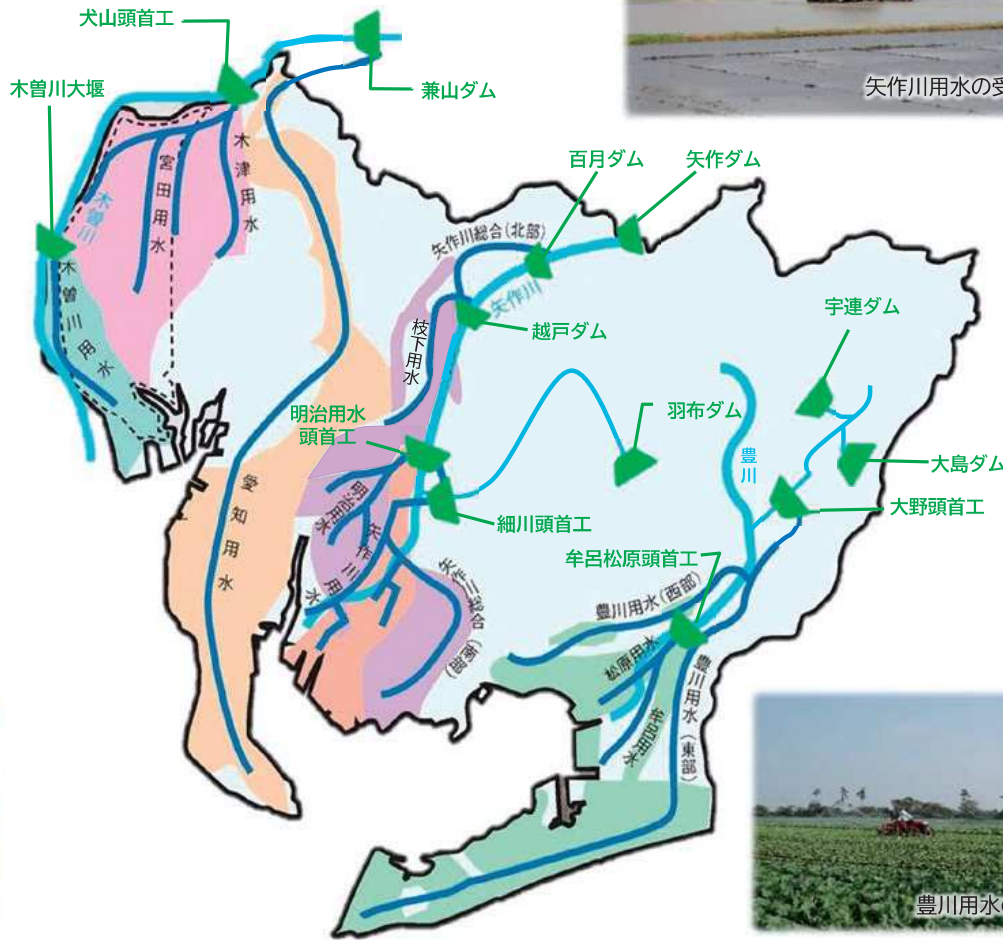 犬山頭首工
木曽川大堰
兼山ダム
矢作川用水の受
百月ダム
矢作ダム
木津用水
宮田用水
木曽川
矢作川総合(北部)
矢作川
木曽川用水
越戸ダム
宇連ダム
枝下用水
明治用水
頭首工
羽布ダム
豊川
大島ダム
愛知用水
明治用水
矢作川用水
細川頭首工
大野頭首工
牟呂松原頭首工
矢作川総合(南部)
豊川用水(西部)
松原用水
豊川用水(東部)
牟呂用水
豊川用水の